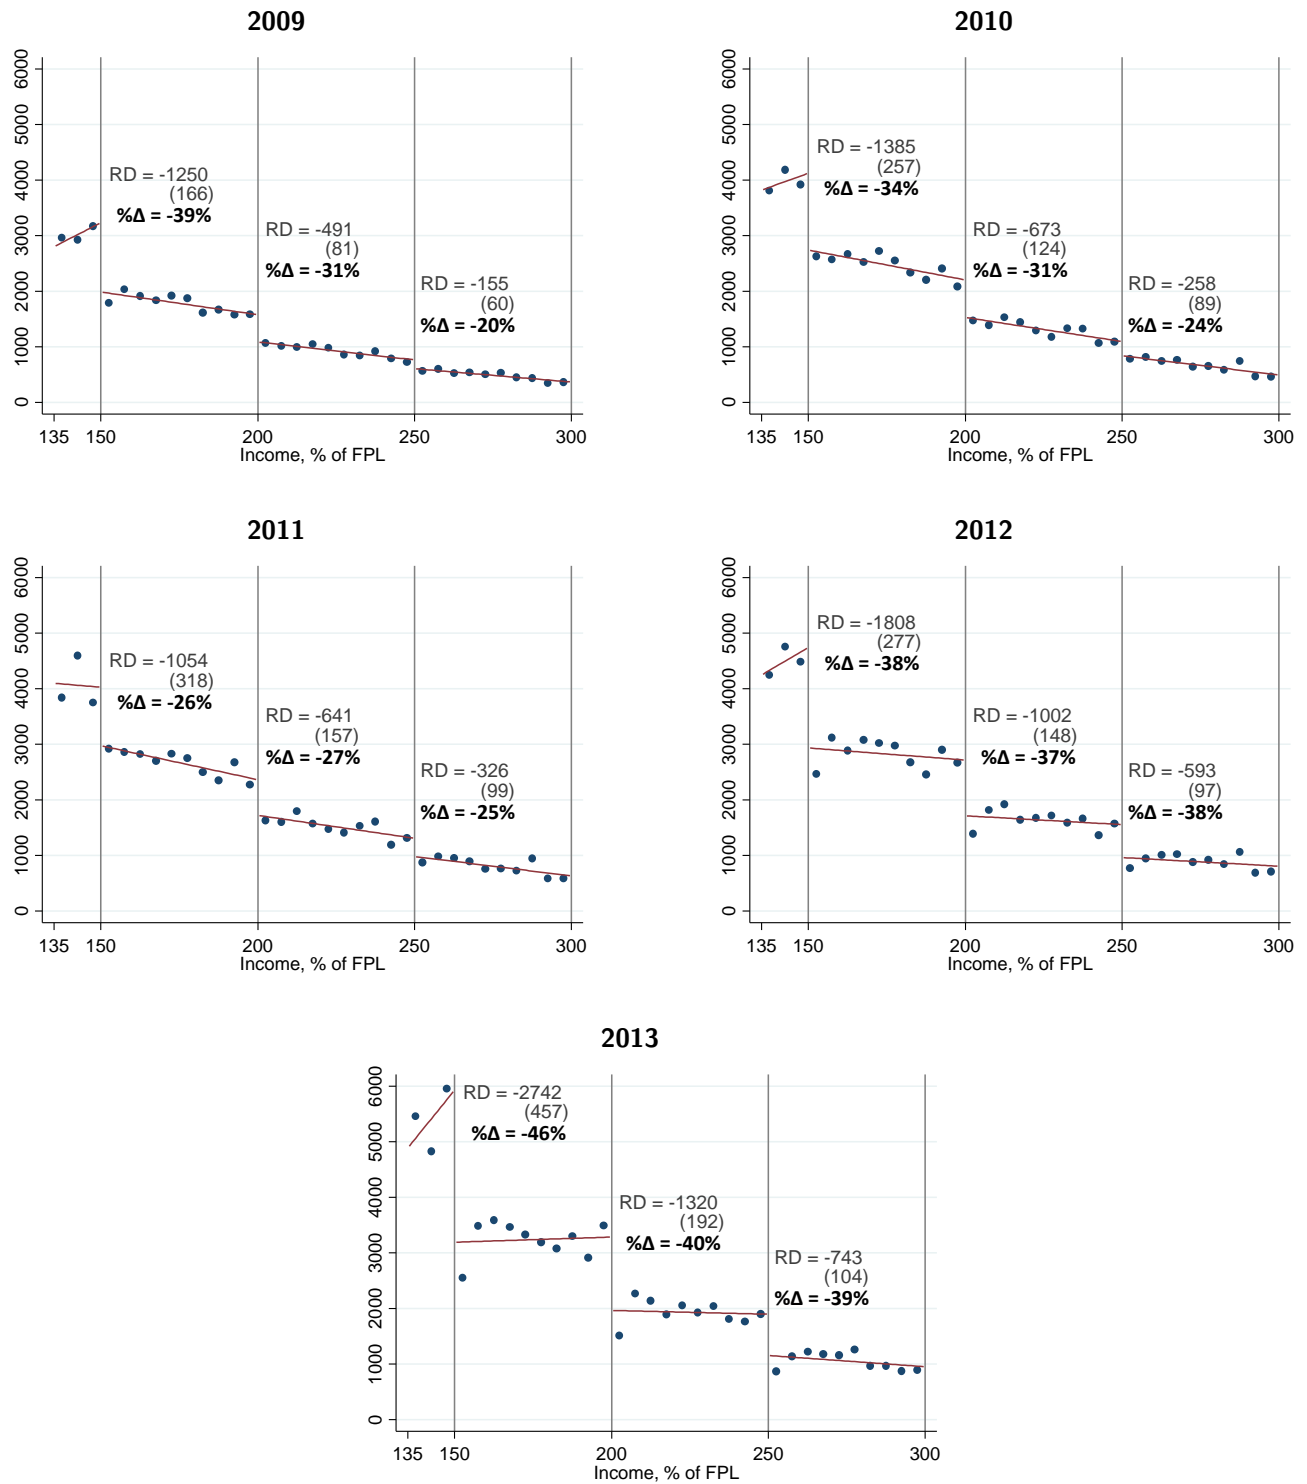 2009
6000
5000
4000
3000
2000
1000
0
RD = -1250
(166)
%Δ = -39%
RD = -491
(81)
%Δ = -31%
RD = -155
(60)
%Δ = -20%
135 150 200 250 300
Income, % of FPL
2010
6000
5000
4000
3000
2000
1000
0
RD = -1385
(257)
%Δ = -34%
RD = -673
(124)
%Δ = -31%
RD = -258
(89)
%Δ = -24%
135 150 200 250 300
Income, % of FPL
2011
6000
5000
4000
3000
2000
1000
0
RD = -1054
(318)
%Δ = -26%
RD = -641
(157)
%Δ = -27%
RD = -326
(99)
%Δ = -25%
135 150 200 250 300
Income, % of FPL
2012
6000
5000
4000
3000
2000
1000
0
RD = -1808
(277)
%Δ = -38%
RD = -1002
(148)
%Δ = -37%
RD = -593
(97)
%Δ = -38%
135 150 200 250 300
Income, % of FPL
2013
6000
5000
4000
3000
2000
1000
0
RD = -2742
(457)
%Δ = -46%
RD = -1320
(192)
%Δ = -40%
RD = -743
(104)
%Δ = -39%
135 150 200 250 300
Income, % of FPL